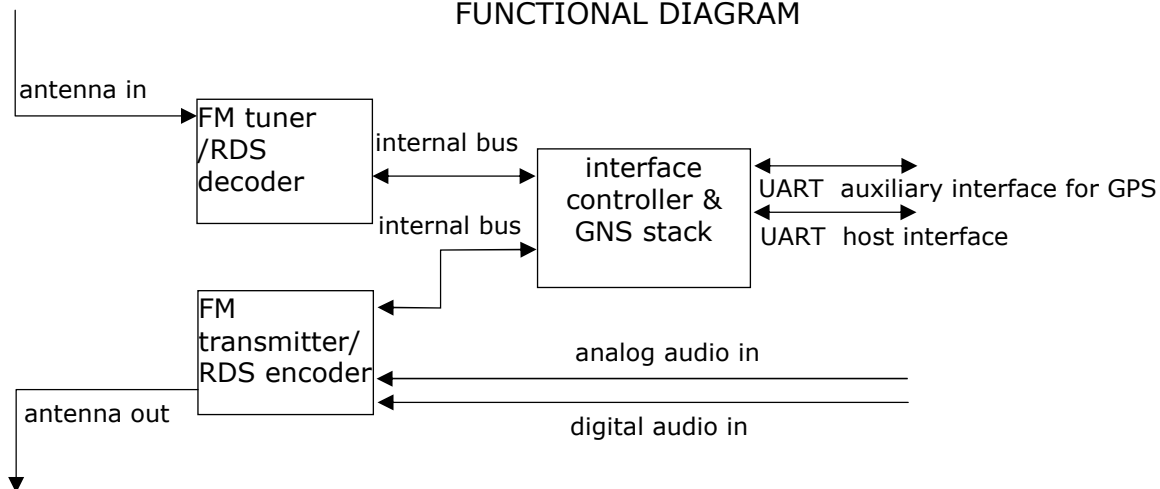 FUNCTIONAL DIAGRAM
antenna in
FM tuner
/RDS
decoder
internal bus
interface
controller &
GNS stack
UART auxiliary interface for GPS
UART host interface
internal bus
FM
transmitter/
RDS encoder
analog audio in
antenna out
digital audio in